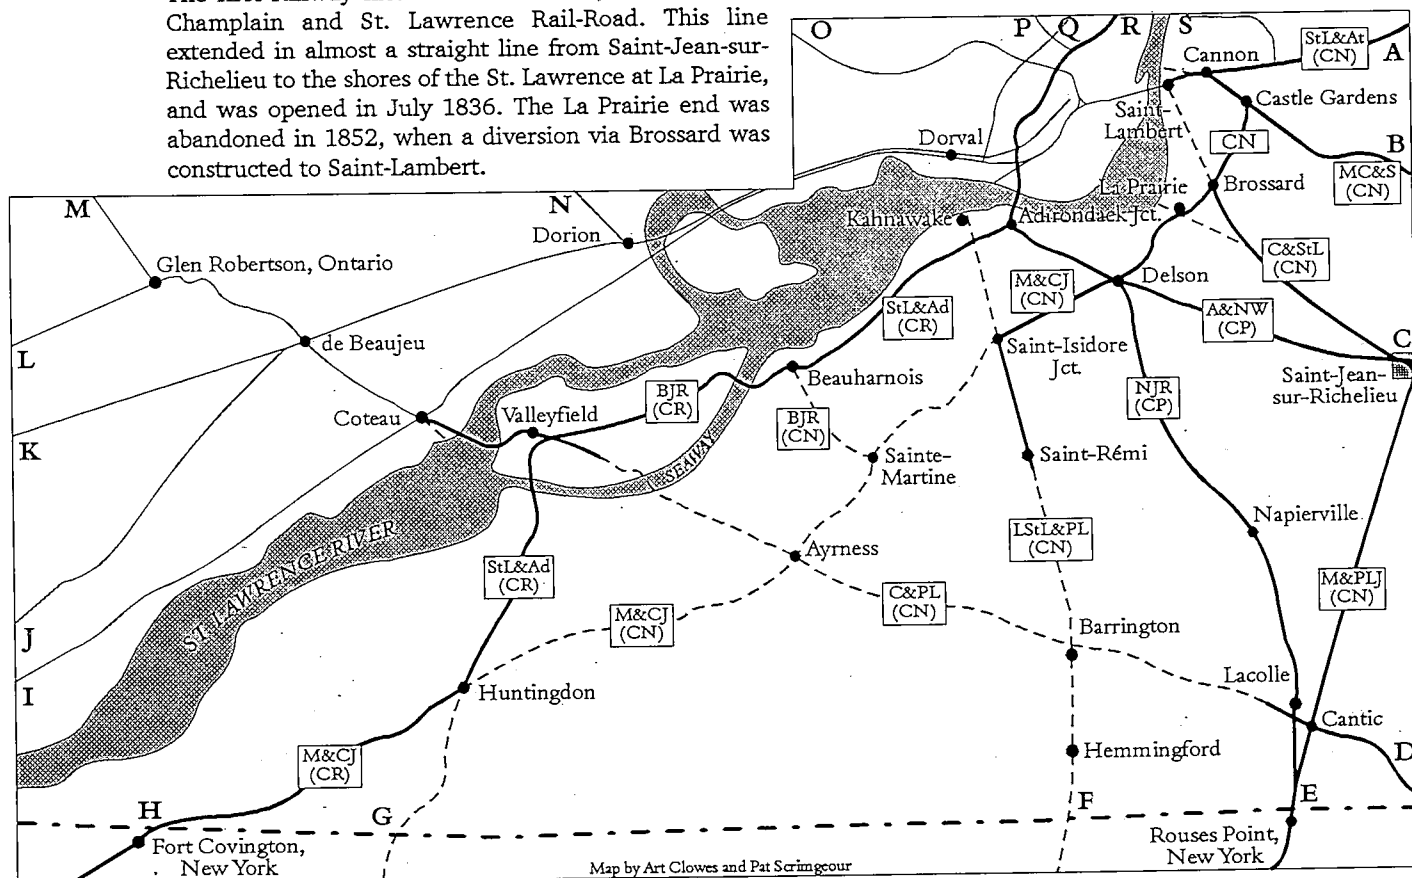 Champlain and St. Lawrence Rail-Road. This line
extended in almost a straight line from Saint-Jean-sur-
Richelieu to the shores of the St. Lawrence at La Prairie,
and was opened in July 1836. The La Prairie end was
abandoned in 1852, when a diversion via Brossard was
constructed to Saint-Lambert.
O
P
Q
R
S
Cannon
StL&At
(CN)
A
Castle Gardens
Saint-
Lambert
CN
B
MC&S
(CN)
Dorval
Brossard
La Prairie
M
N
Kahnawake
Adirondack Jct.
Dorion
C&StL
(CN)
Glen Robertson, Ontario
Delson
M&CJ
(CN)
A&NW
(CP)
StL&Ad
(CR)
L
de Beaujeu
Saint-Isidore
Jct.
C
Saint-Jean-
sur-Richelieu
Beauharnois
BJR
(CR)
NJR
(CP)
Coteau
Valleyfield
BJR
(CN)
K
SEAWAY
Sainte-
Martine
Saint-Rémi
Napierville
ST. LAWRENCE RIVER
Ayrness
LStL&PL
(CN)
StL&Ad
(CR)
M&PLJ
(CN)
C&PL
(CN)
M&CJ
(CN)
J
Barrington
Lacolle
I
Huntingdon
Cantic
M&CJ
(CR)
Hemmingford
D
H
G
F
E
Fort Covington,
New York
Rouses Point,
New York
Map by Art Clowes and Pat Scrimgeour